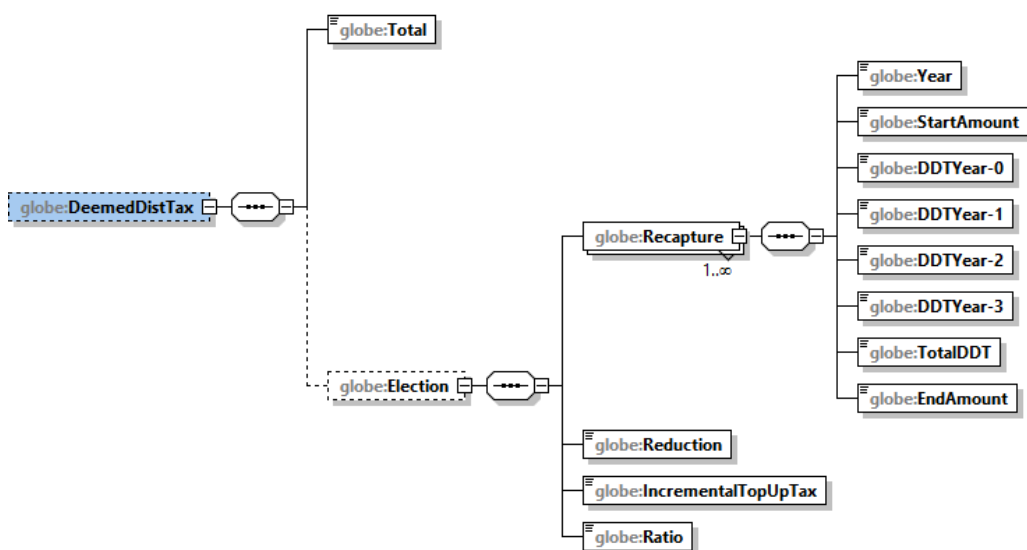 globe:Total
globe:Year
globe:StartAmount
globe:DDTYear-0
globe:DeemedDistTax
globe:DDTYear-1
globe:Recapture
1..∞
globe:DDTYear-2
globe:DDTYear-3
globe:TotalDDT
globe:Election
globe:EndAmount
globe:Reduction
globe:IncrementalTopUpTax
globe:Ratio